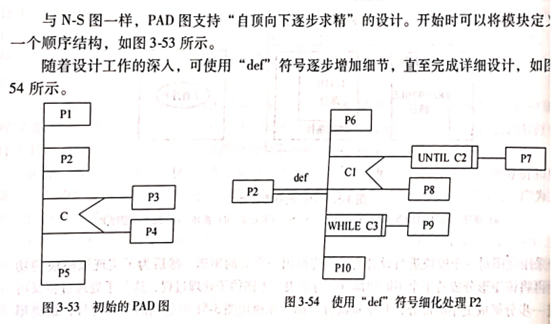 与 N-S 图一样，PAD 图支持“自顶向下逐步求精”的设计。开始时可以将模块定义
一个顺序结构，如图 3-53 所示。
随着设计工作的深入，可使用“def”符号逐步增加细节，直至完成详细设计，如图
54 所示。
P1
P2
C
P3
P4
P5
P6
def
P2
C1
UNTIL C2
P7
P8
WHILE C3
P9
P10
图 3-53 初始的 PAD 图
图 3-54 使用“def”符号细化处理 P2